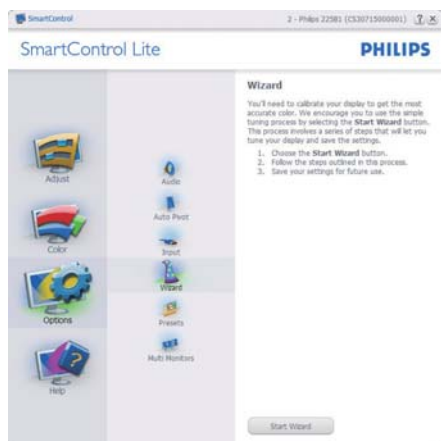 SmartControl
2 - Philips 225B1 (CS30715000001)
SmartControl Lite
PHILIPS
Adjust
Color
Options
Help
Audio
Auto Pivot
Input
Wizard
Presets
Multi Monitors
Wizard
You'll need to calibrate your display to get the most
accurate color. We encourage you to use the simple
tuning process by selecting the Start Wizard button.
This process involves a series of steps that will let you
tune your display and save the settings.
1. Choose the Start Wizard button.
2. Follow the steps outlined in this process.
3. Save your settings for future use.
Start Wizard